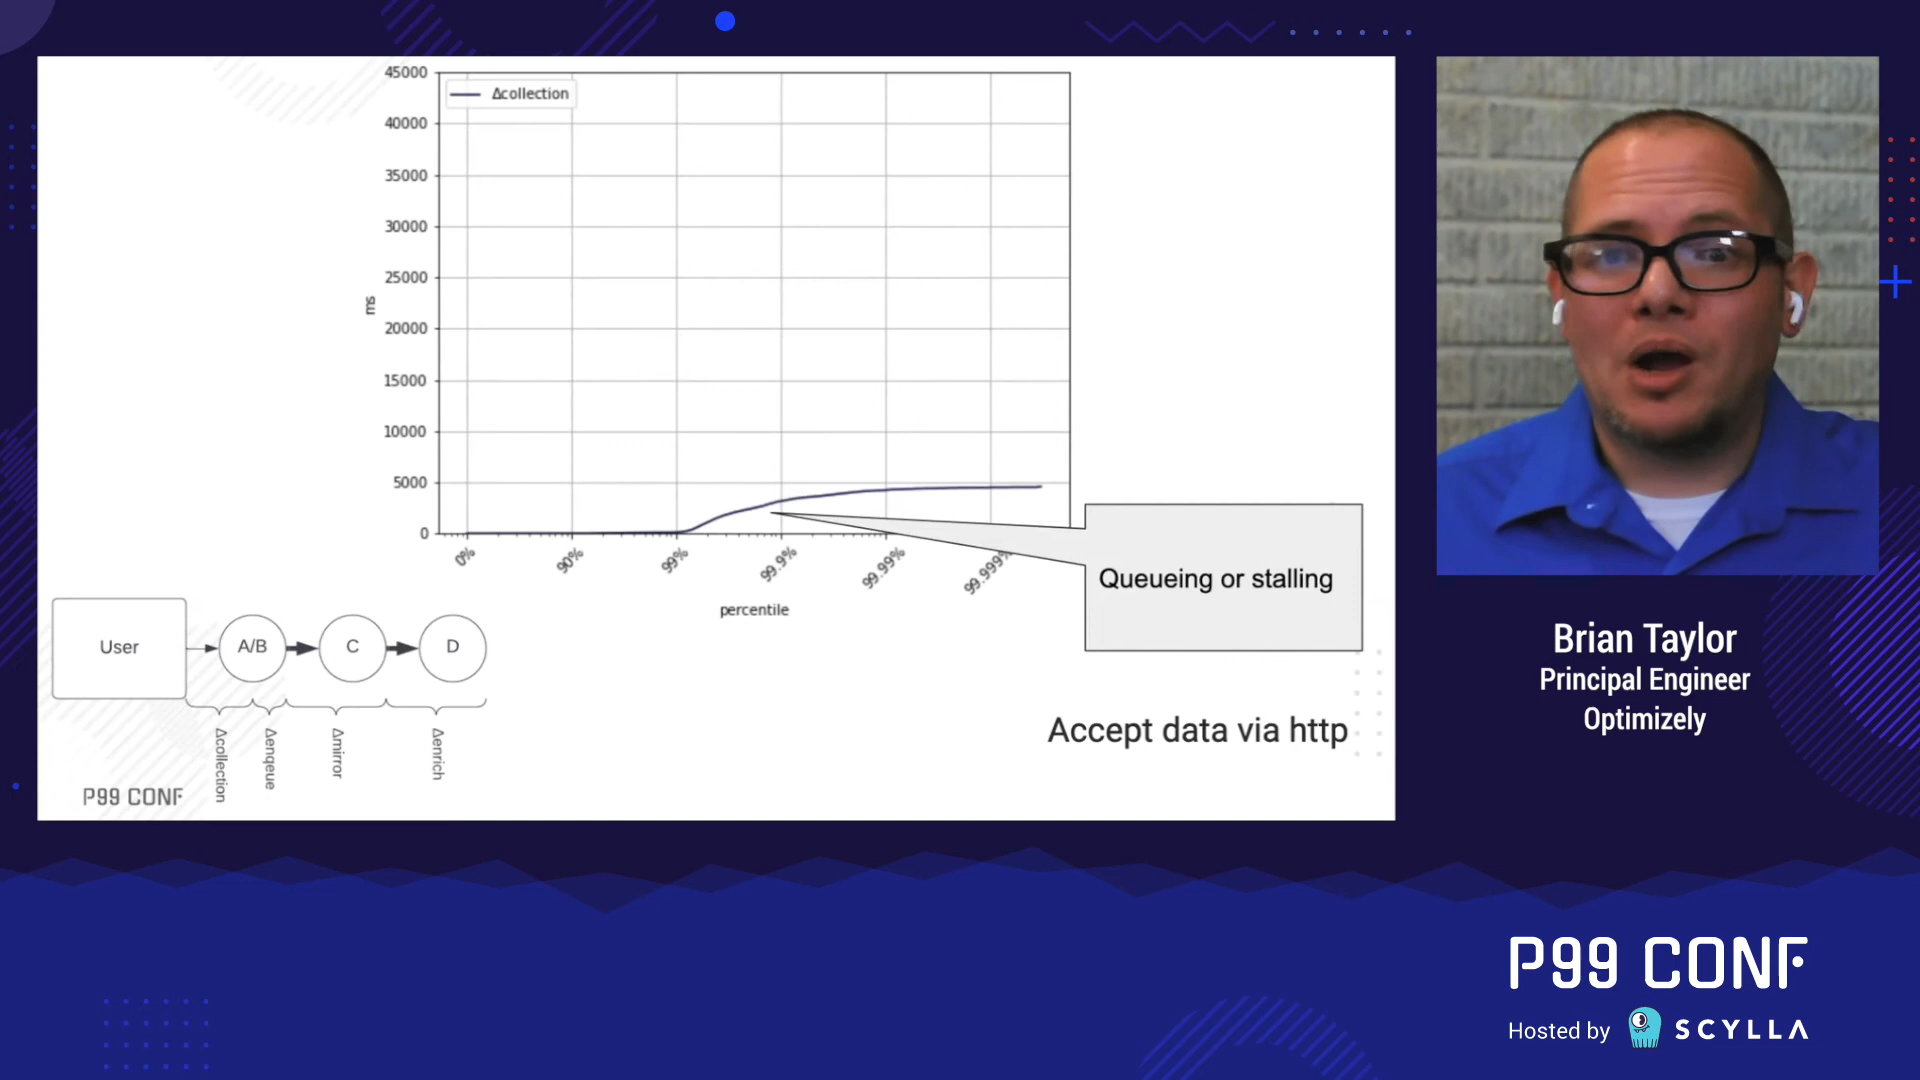 45000
Δcollection
40000
35000
30000
25000
ms
20000
15000
10000
5000
0
0%
90%
99%
99.9%
99.99%
99.999%
percentile
Queueing or stalling
User
A/B
C
D
Δcollection
Δenqeue
Δmirror
Δenrich
Accept data via http
P99 CONF
Brian Taylor
Principal Engineer
Optimizely
P99 CONF
Hosted by SCYLLA